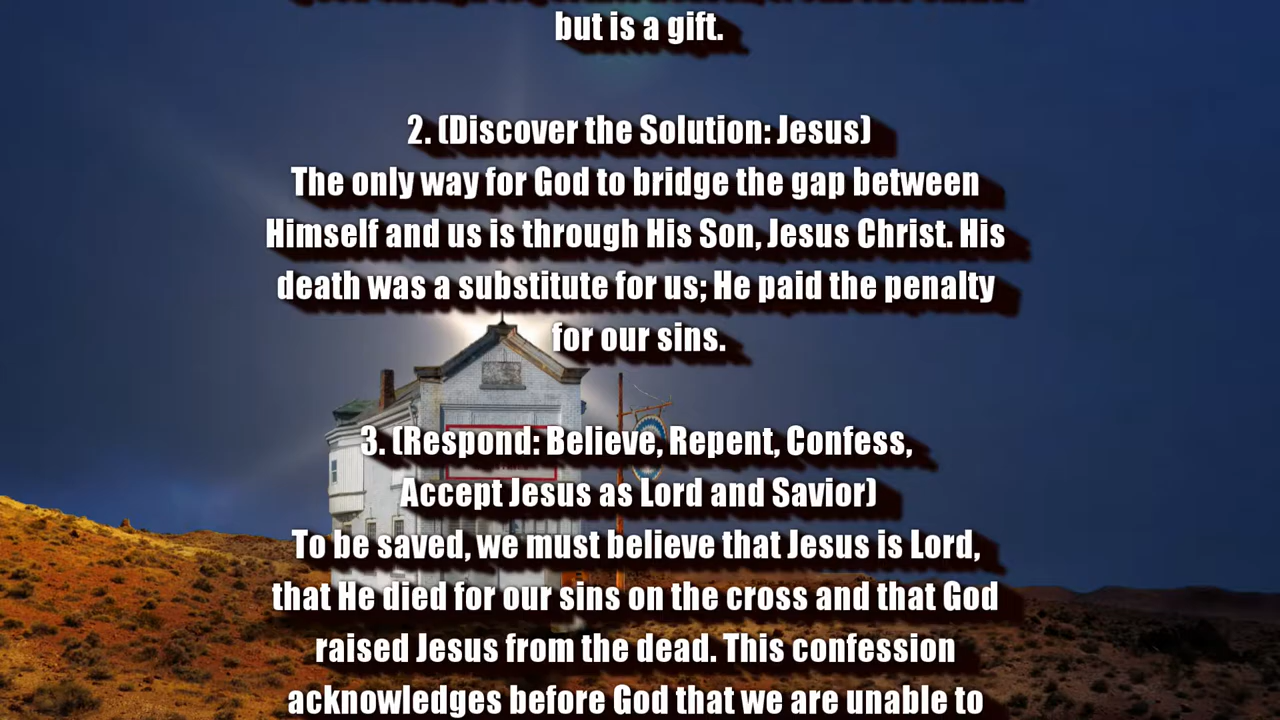 but is a gift.
2. (Discover the Solution: Jesus)
The only way for God to bridge the gap between
Himself and us is through His Son, Jesus Christ. His
death was a substitute for us; He paid the penalty
for our sins.
3. (Respond: Believe, Repent, Confess,
Accept Jesus as Lord and Savior)
To be saved, we must believe that Jesus is Lord,
that He died for our sins on the cross and that God
raised Jesus from the dead. This confession
acknowledges before God that we are unable to